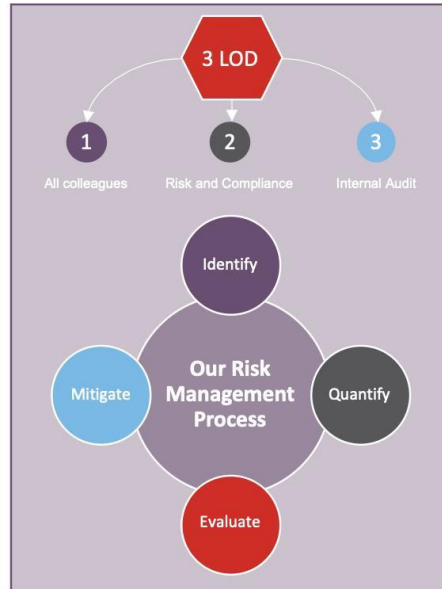 3 LOD
1
2
3
All colleagues
Risk and Compliance
Internal Audit
Identify
Mitigate
Our Risk
Management
Process
Quantify
Evaluate